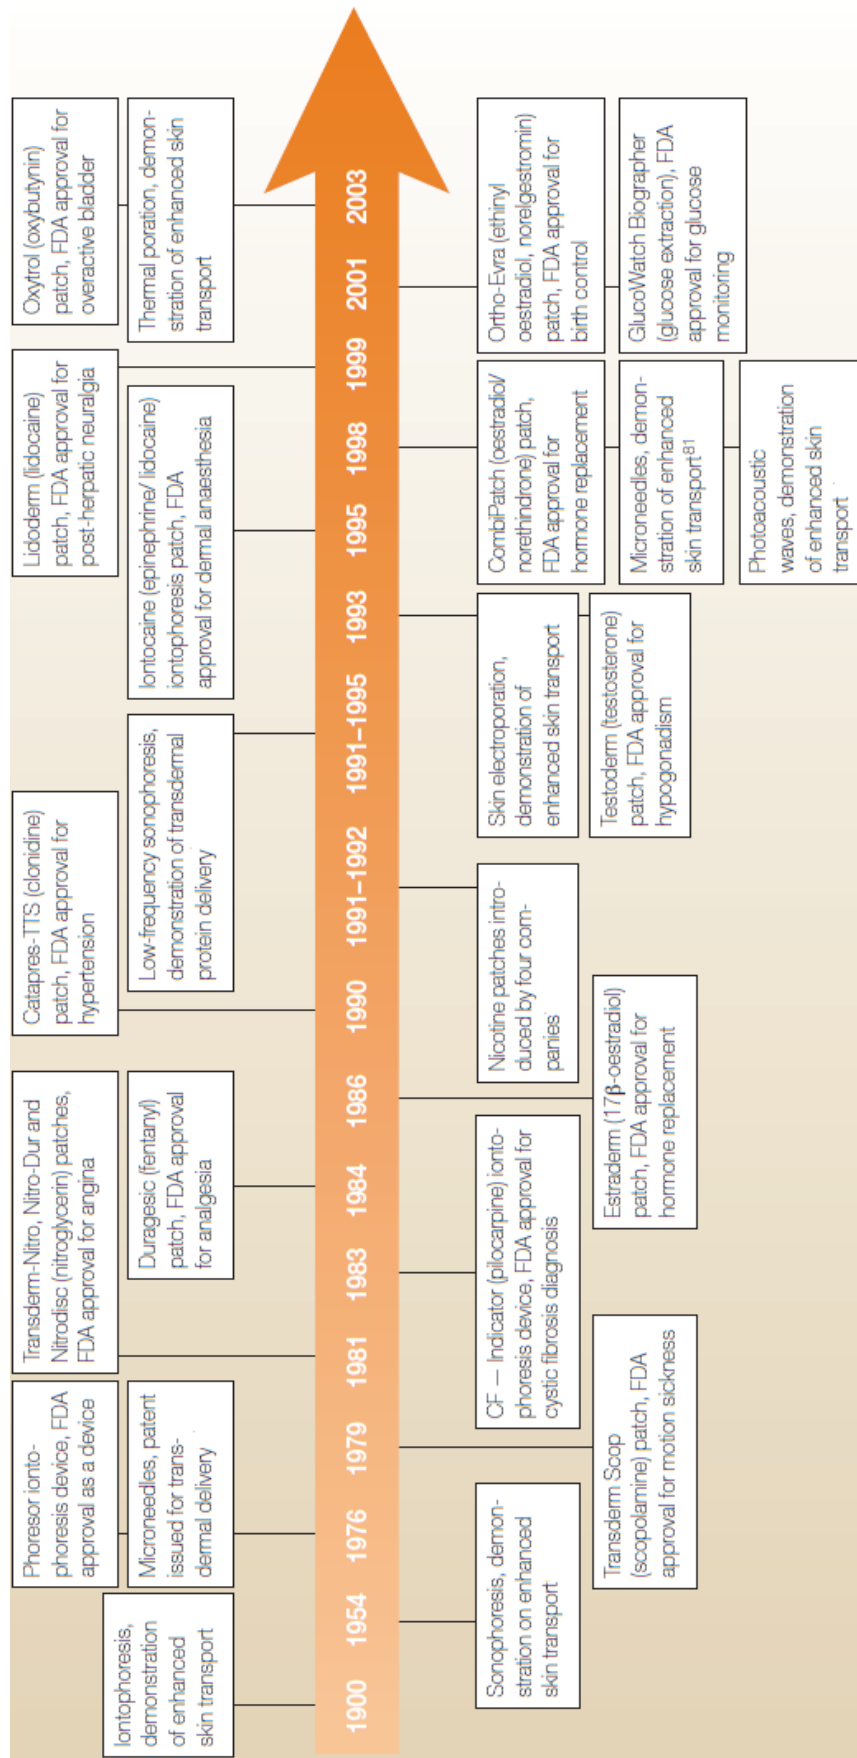 Oxytrol (oxybutynin)
patch, FDA approval for
overactive bladder
Thermal poration, demon-
stration of enhanced skin
transport
Lidoderm (lidocaine)
patch, FDA approval for
post-herpatic neuralgia
Iontocaine (epinephrine/ lidocaine)
iontophoresis patch, FDA
approval for dermal anaesthesia
Catapres-TTS (clonidine)
patch, FDA approval for
hypertension
Low-frequency sonophoresis,
demonstration of transdermal
protein delivery
Transderm-Nitro, Nitro-Dur and
Nitrodisc (nitroglycerin) patches,
FDA approval for angina
Duragesic (fentanyl)
patch, FDA approval
for analgesia
Phoresor ionto-
phoresis device, FDA
approval as a device
Microneedles, patent
issued for trans-
dermal delivery
Iontophoresis,
demonstration
of enhanced
skin transport
1900
1954
1976
1979
1981
1983
1984
1986
1990
1991–1992
1991–1995
1993
1995
1998
1999
2001
2003
Sonophoresis, demon-
stration on enhanced
skin transport
Transderm Scop
(scopolamine) patch, FDA
approval for motion sickness
CF — Indicator (pilocarpine) ionto-
phoresis device, FDA approval for
cystic fibrosis diagnosis
Estraderm (17β-oestradiol)
patch, FDA approval for
hormone replacement
Nicotine patches intro-
duced by four com-
panies
Skin electroporation,
demonstration of
enhanced skin transport
Testoderm (testosterone)
patch, FDA approval for
hypogonadism
CombiPatch (oestradiol/
norethindrone) patch,
FDA approval for
hormone replacement
Microneedles, demon-
stration of enhanced
skin transport81
Photoacoustic
waves, demonstration
of enhanced skin
transport
Ortho-Evra (ethinyl
oestradiol, norelgestromin)
patch, FDA approval for
birth control
GlucoWatch Biographer
(glucose extraction), FDA
approval for glucose
monitoring